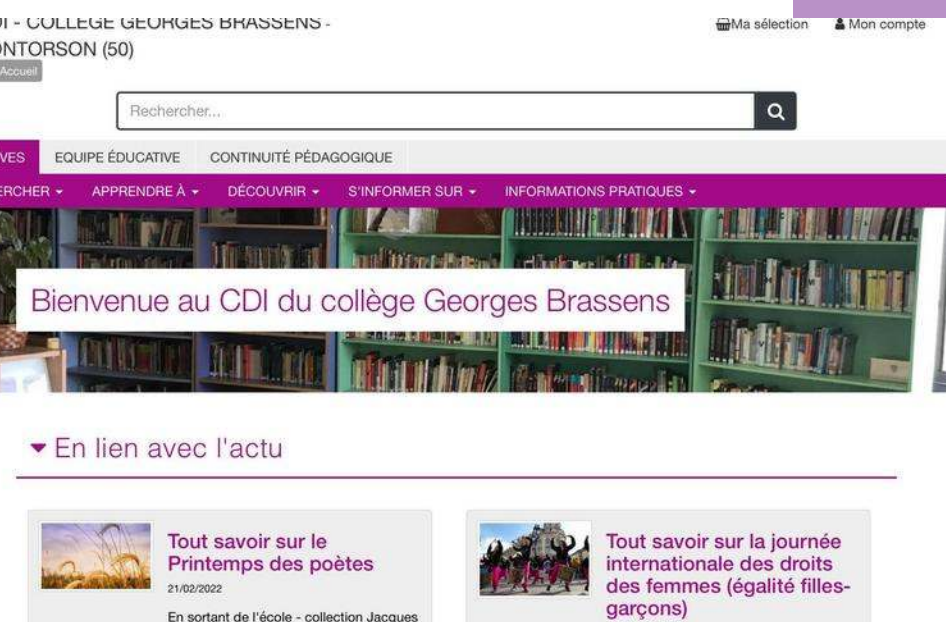 - COLLEGE GEORGES BRASSENS -
(50)
Ma sélection
Mon compte
Accueil
Rechercher...
EQUIPE ÉDUCATIVE
CONTINUITÉ PÉDAGOGIQUE
APPRENDRE À
DÉCOUVRIR
S'INFORMER SUR
INFORMATIONS PRATIQUES
Bienvenue au CDI du collège Georges Brassens
En lien avec l'actu
Tout savoir sur le
Printemps des poètes
21/02/2022
En sortant de l'école - collection Jacques
Tout savoir sur la journée
internationale des droits
des femmes (égalité filles-
garçons)